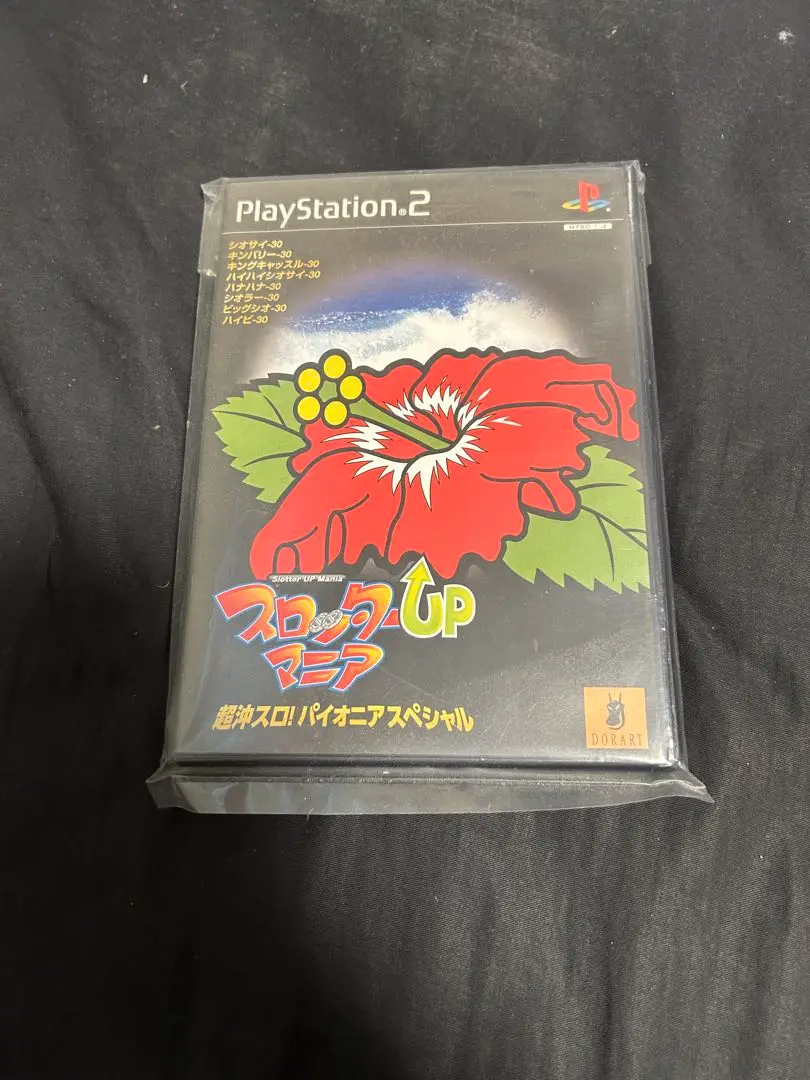 PlayStation®2
NTSC J
シオサイ-30
キンバリー-30
キングキャッスル-30
ハイハイシオサイ-30
ハナハナ-30
シオラー-30
ビッグシオ-30
ハイビ-30
Slotter UP Mania
スロッターUP
マニア
超沖スロ!パイオニアスペシャル
DORART